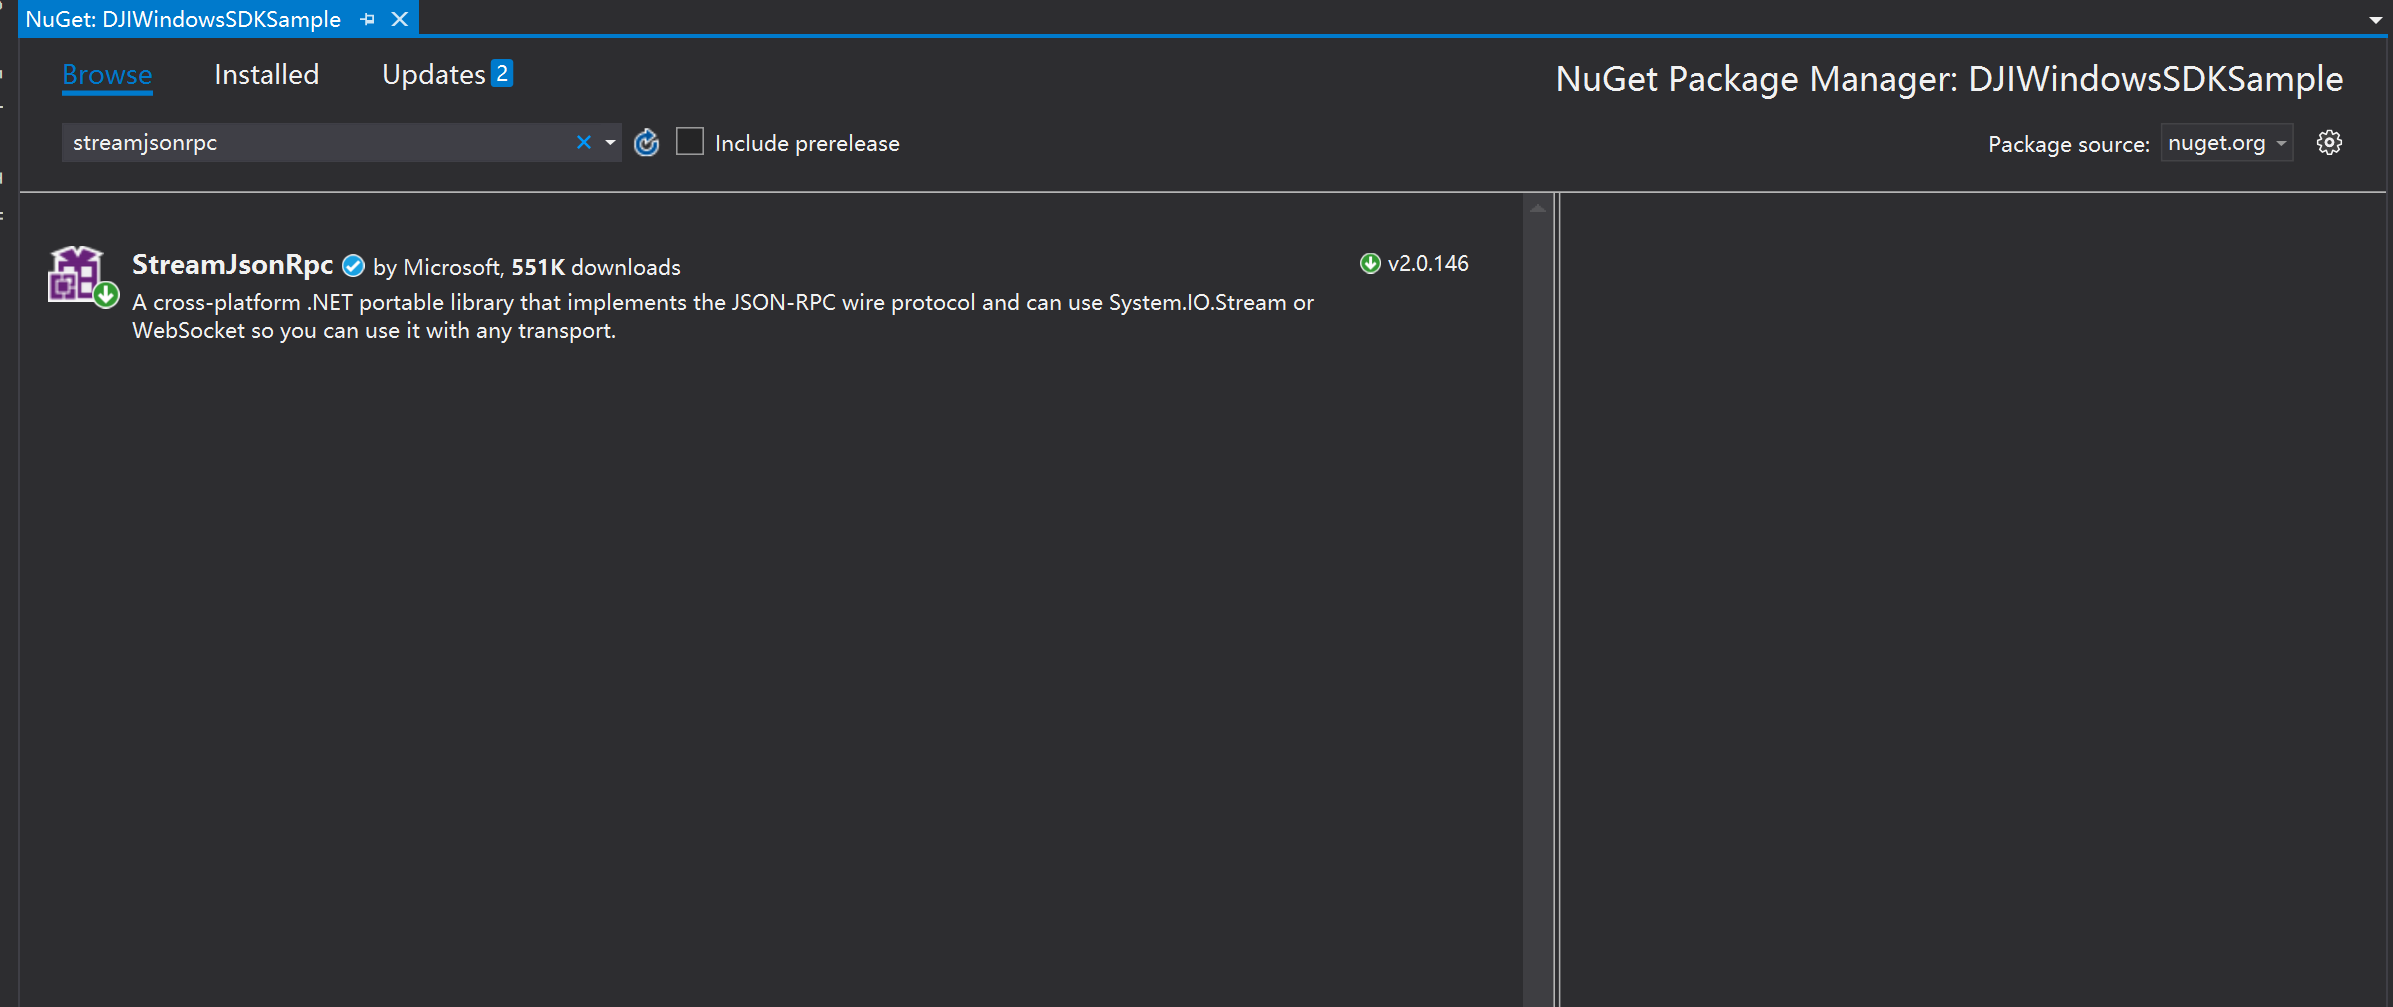 NuGet: DJIWindowsSDKSample
Browse Installed Updates 2
NuGet Package Manager: DJIWindowsSDKSample
streamjsonrpc
Include prerelease
Package source: nuget.org
StreamJsonRpc by Microsoft, 551K downloads
v2.0.146
A cross-platform .NET portable library that implements the JSON-RPC wire protocol and can use System.IO.Stream or
WebSocket so you can use it with any transport.